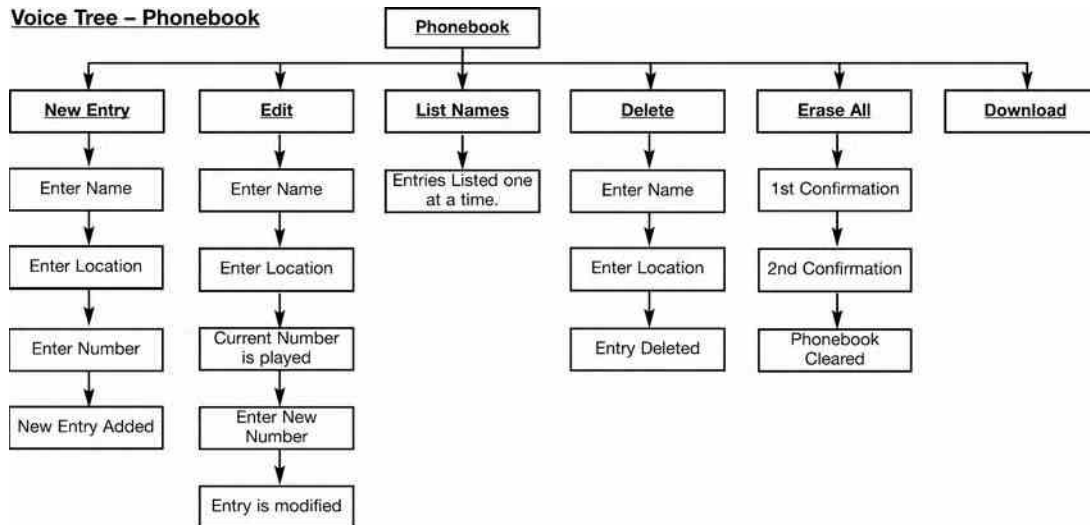 Voice Tree – Phonebook
Phonebook
New Entry
Edit
List Names
Delete
Erase All
Download
Enter Name
Enter Name
Entries Listed one
at a time.
Enter Name
1st Confirmation
Enter Location
Enter Location
Enter Location
2nd Confirmation
Enter Number
Current Number
is played
Entry Deleted
Phonebook
Cleared
New Entry Added
Enter New
Number
Entry is modified